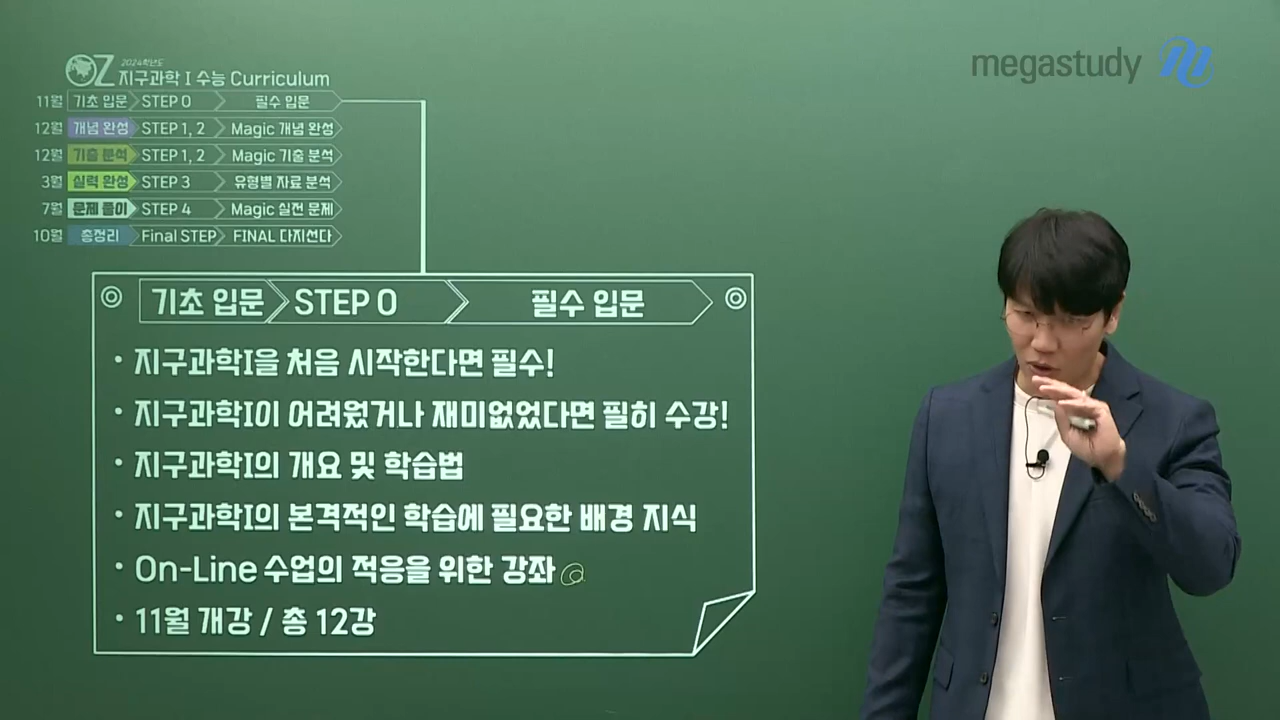 megastudy
OZ 2024학년도 지구과학 I 수능 Curriculum
11월 기초 입문 STEP 0 필수 입문
12월 개념 완성 STEP 1, 2 Magic 개념 완성
12월 기출 분석 STEP 1, 2 Magic 기출 분석
3월 실력 완성 STEP 3 유형별 자료 분석
7월 문제 풀이 STEP 4 Magic 실전 문제
10월 총정리 Final STEP FINAL 다지선다
기초 입문 STEP 0 필수 입문
• 지구과학I을 처음 시작한다면 필수!
• 지구과학I이 어려웠거나 재미없었다면 필히 수강!
• 지구과학I의 개요 및 학습법
• 지구과학I의 본격적인 학습에 필요한 배경 지식
• On-Line 수업의 적응을 위한 강좌
• 11월 개강 / 총 12강